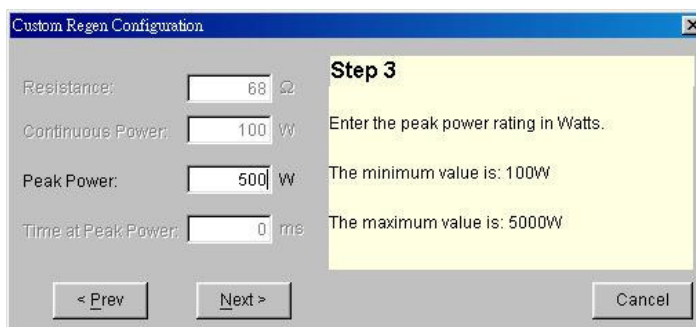 Custom Regen Configuration
Resistance: 68 Ω
Continuous Power: 100 W
Peak Power: 500 W
Time at Peak Power: 0 ms
Step 3
Enter the peak power rating in Watts.
The minimum value is: 100W
The maximum value is: 5000W
< Prev
Next >
Cancel